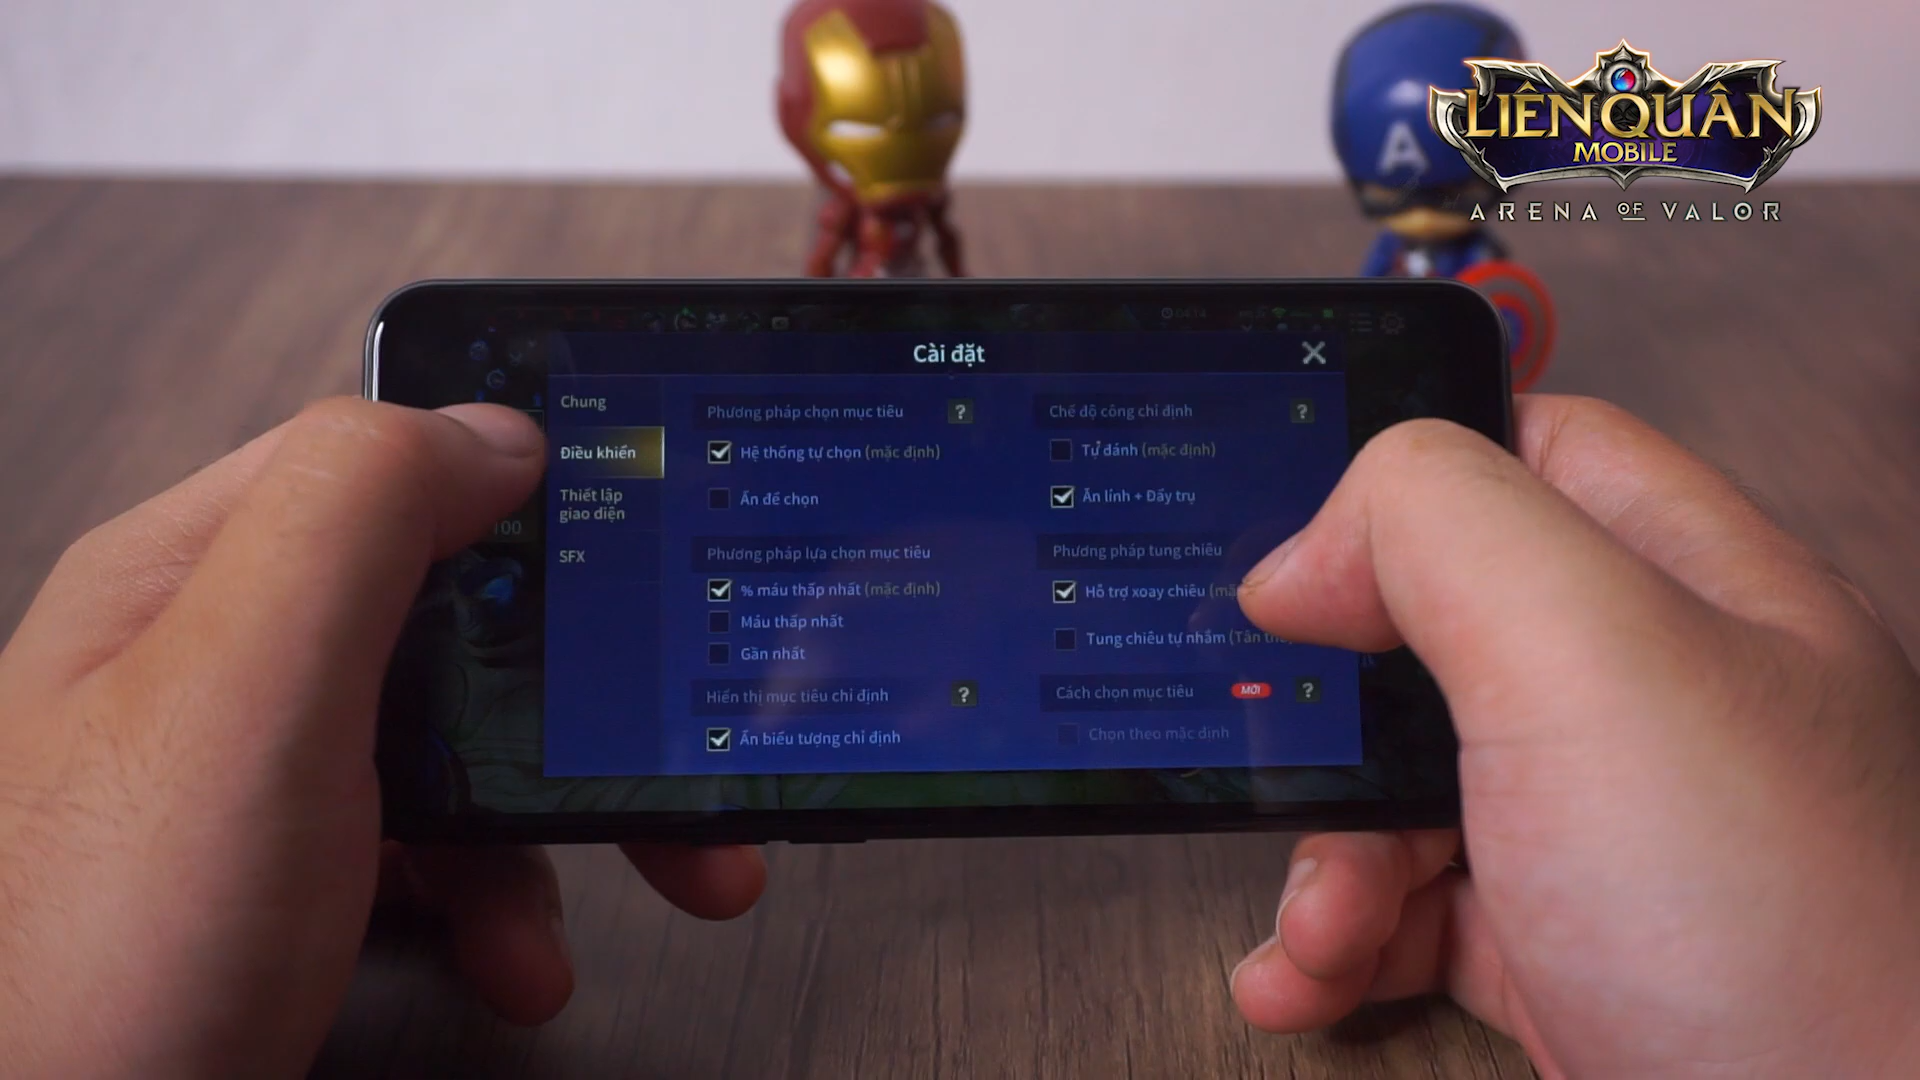 LIÊN QUÂN
MOBILE
ARENA OF VALOR
A
Cài đặt
Chung
Điều khiển
Thiết lập
giao diện
SFX
100
Phương pháp chọn mục tiêu
?
Hệ thống tự chọn (mặc định)
Ấn để chọn
Phương pháp lựa chọn mục tiêu
% máu thấp nhất (mặc định)
Máu thấp nhất
Gần nhất
Hiển thị mục tiêu chỉ định
?
Ẩn biểu tượng chỉ định
Chế độ công chỉ định
?
Tự đánh (mặc định)
Ăn lính + Đẩy trụ
Phương pháp tung chiêu
Hỗ trợ xoay chiêu
Tung chiêu tự nhắm (Tân
Cách chọn mục tiêu
MỚI
?
Chọn theo mặc định